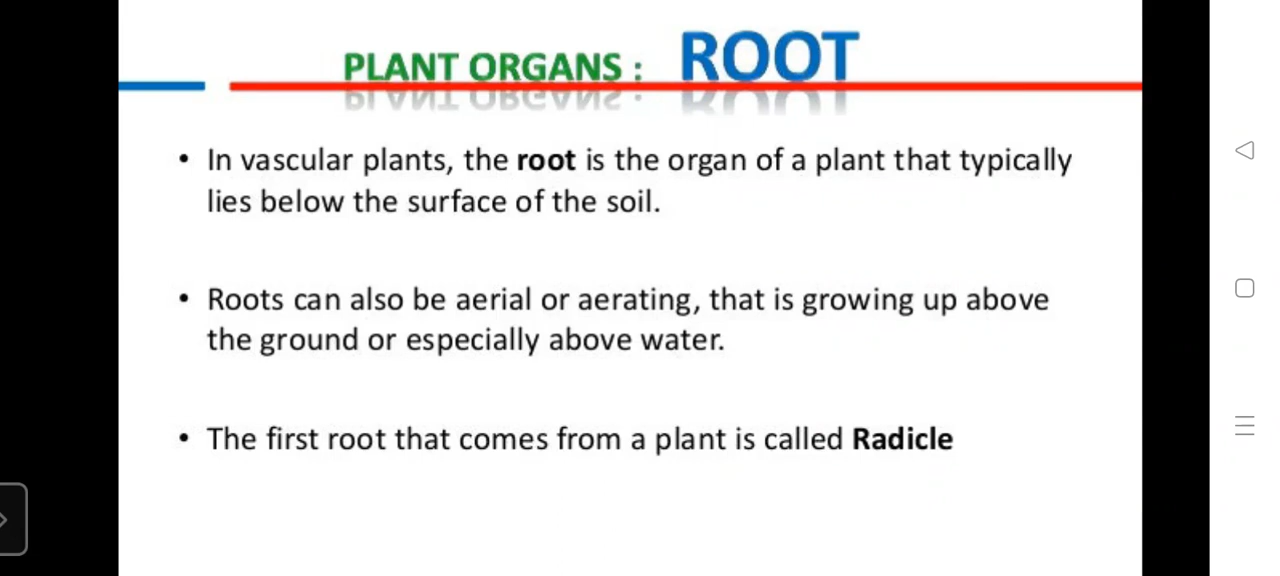 PLANT ORGANS : ROOT
• In vascular plants, the root is the organ of a plant that typically
lies below the surface of the soil.
• Roots can also be aerial or aerating, that is growing up above
the ground or especially above water.
• The first root that comes from a plant is called Radicle